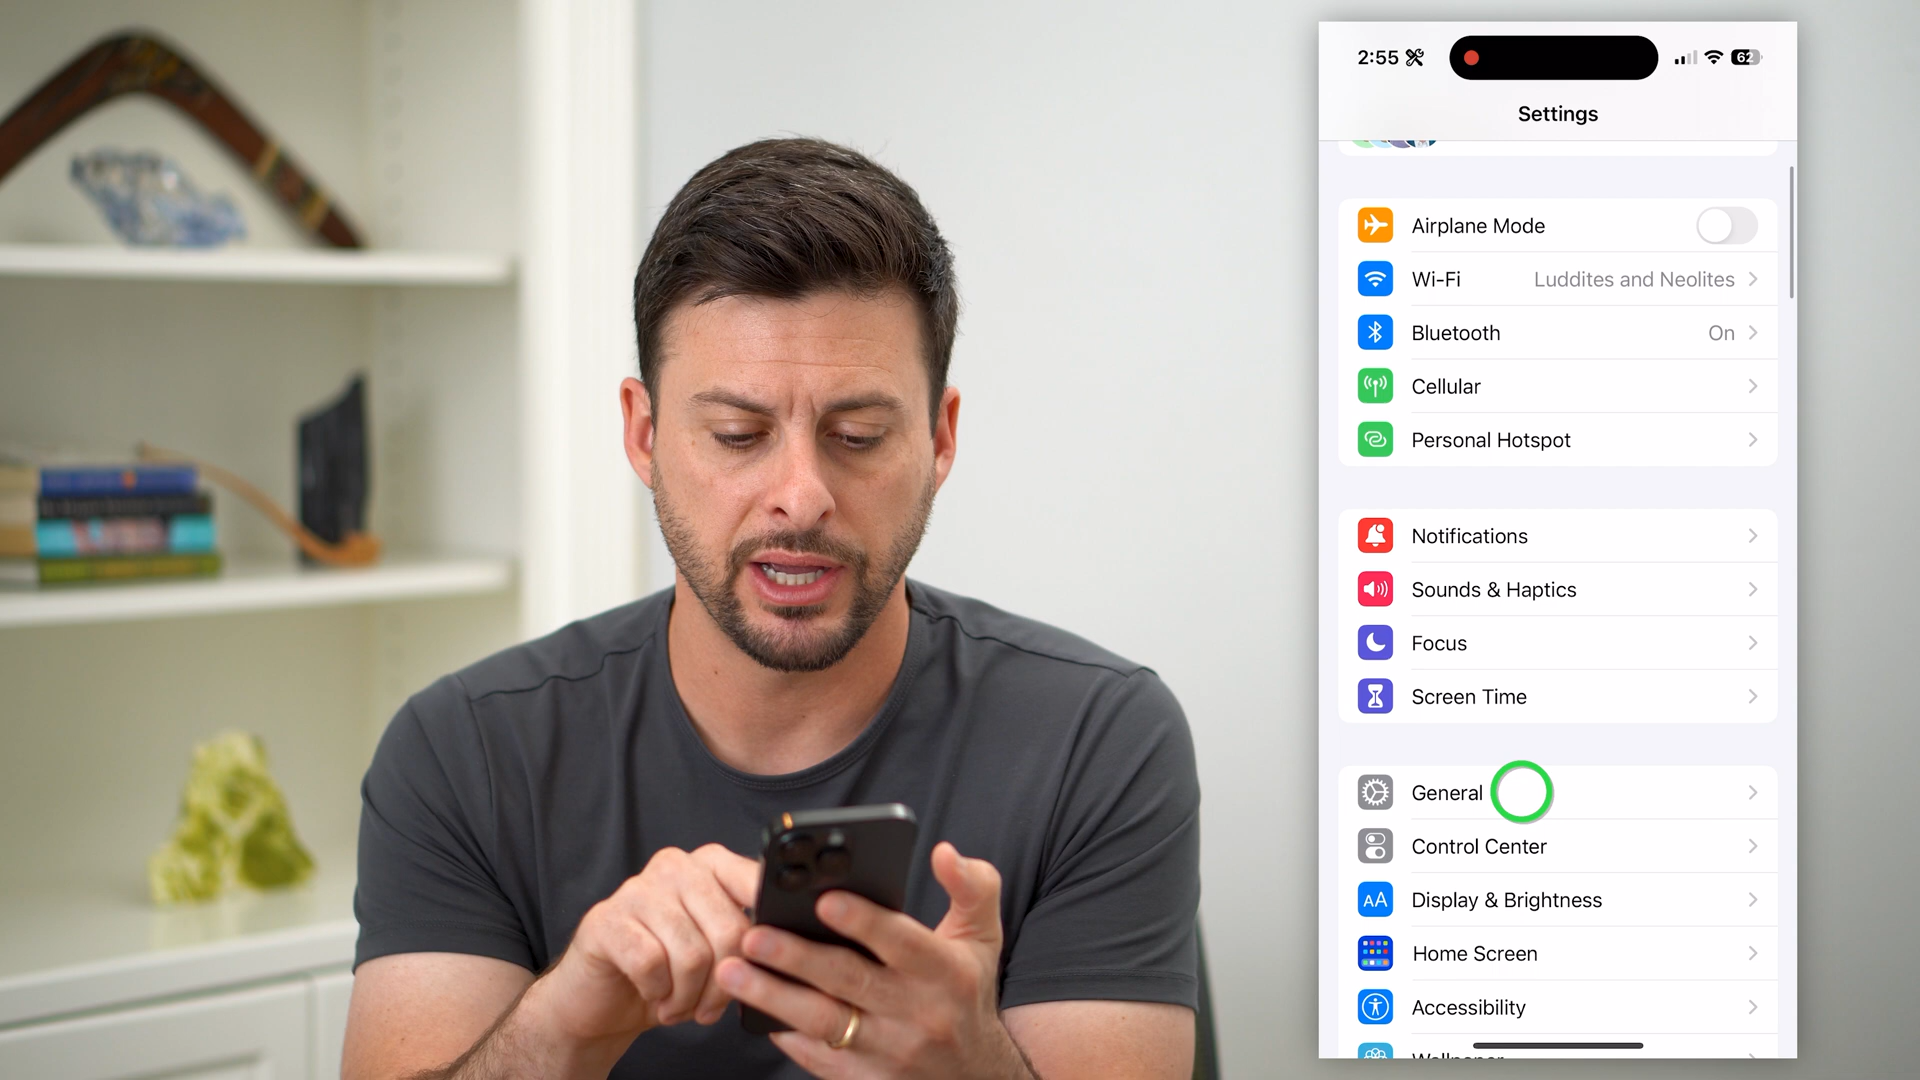 2:55
62
Settings
Airplane Mode
Wi-Fi Luddites and Neolites
Bluetooth On
Cellular
Personal Hotspot
Notifications
Sounds & Haptics
Focus
Screen Time
General
Control Center
AA Display & Brightness
Home Screen
Accessibility
Wallpaper